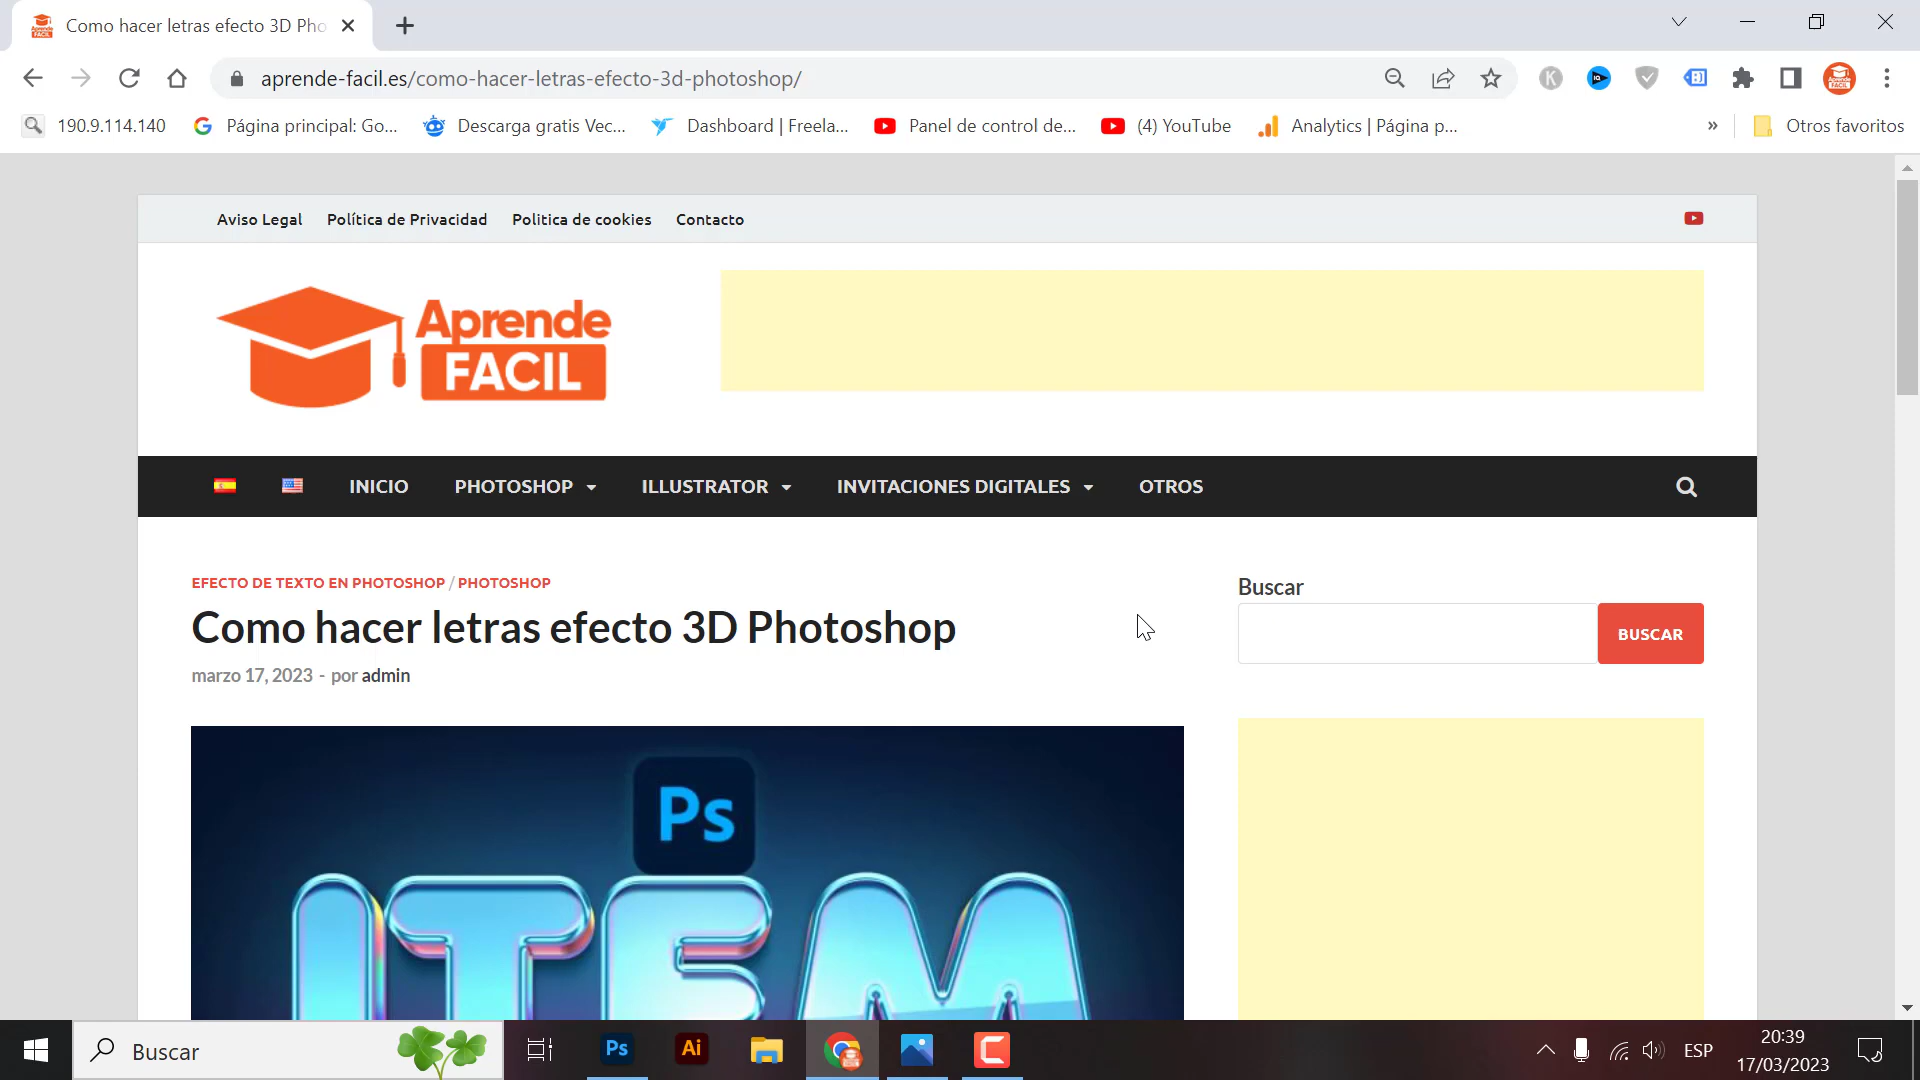 Como hacer letras efecto 3D Pho
aprende-facil.es/como-hacer-letras-efecto-3d-photoshop/
190.9.114.140 Página principal: Go... Descarga gratis Vec... Dashboard | Freela... Panel de control de... (4) YouTube Analytics | Página p... » Otros favoritos
Aviso Legal Política de Privacidad Politica de cookies Contacto
Aprende
FACIL
INICIO PHOTOSHOP ILLUSTRATOR INVITACIONES DIGITALES OTROS
EFECTO DE TEXTO EN PHOTOSHOP / PHOTOSHOP
Como hacer letras efecto 3D Photoshop
marzo 17, 2023 - por admin
Buscar
BUSCAR
Ps
ITEM
Buscar
Ps
Ai
ESP
20:39
17/03/2023